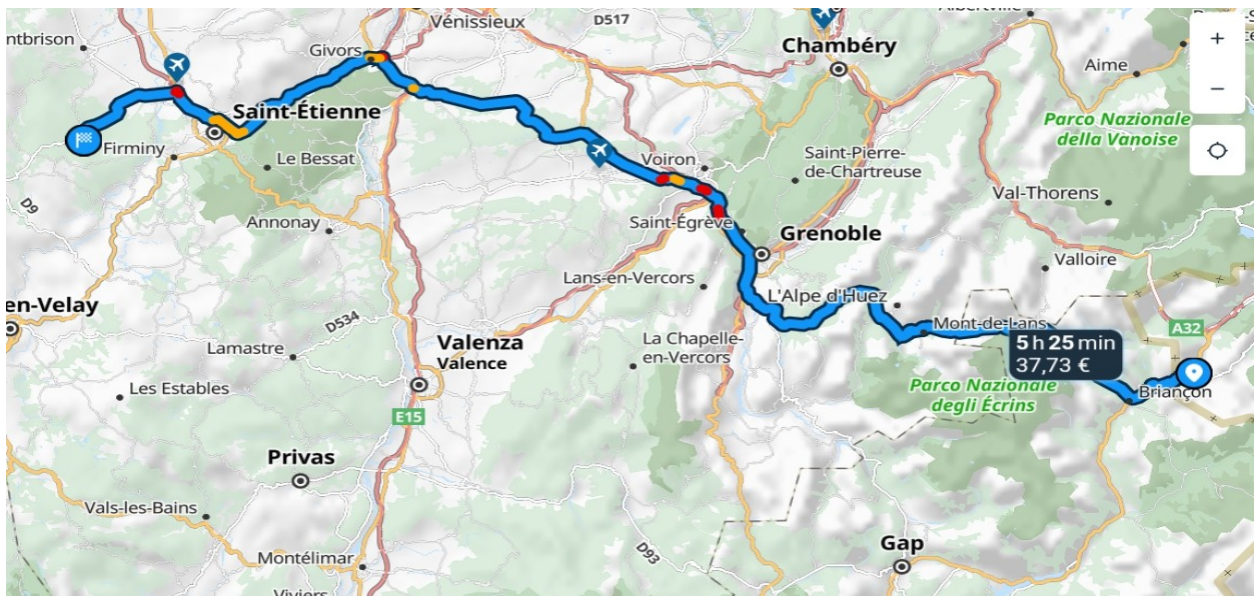 Vénissieux
D517
Albertville
ntbrison
Givors
Chambéry
Aime
+
−
Saint-Étienne
Firminy
Le Bessat
Voiron
Saint-Pierre-
de-Chartreuse
Parco Nazionale
della Vanoise
D9
Annonay
Saint-Égrève
Grenoble
Val-Thorens
Lans-en-Vercors
Valloire
en-Velay
L'Alpe d'Huez
D534
Mont-de-Lans
A32
Lamastre
Valenza
Valence
La Chapelle-
en-Vercors
5 h 25 min
37,73 €
Les Estables
Parco Nazionale
degli Écrins
Briançon
E15
Privas
Vals-les-Bains
Montélimar
D93
Gap
Viviers